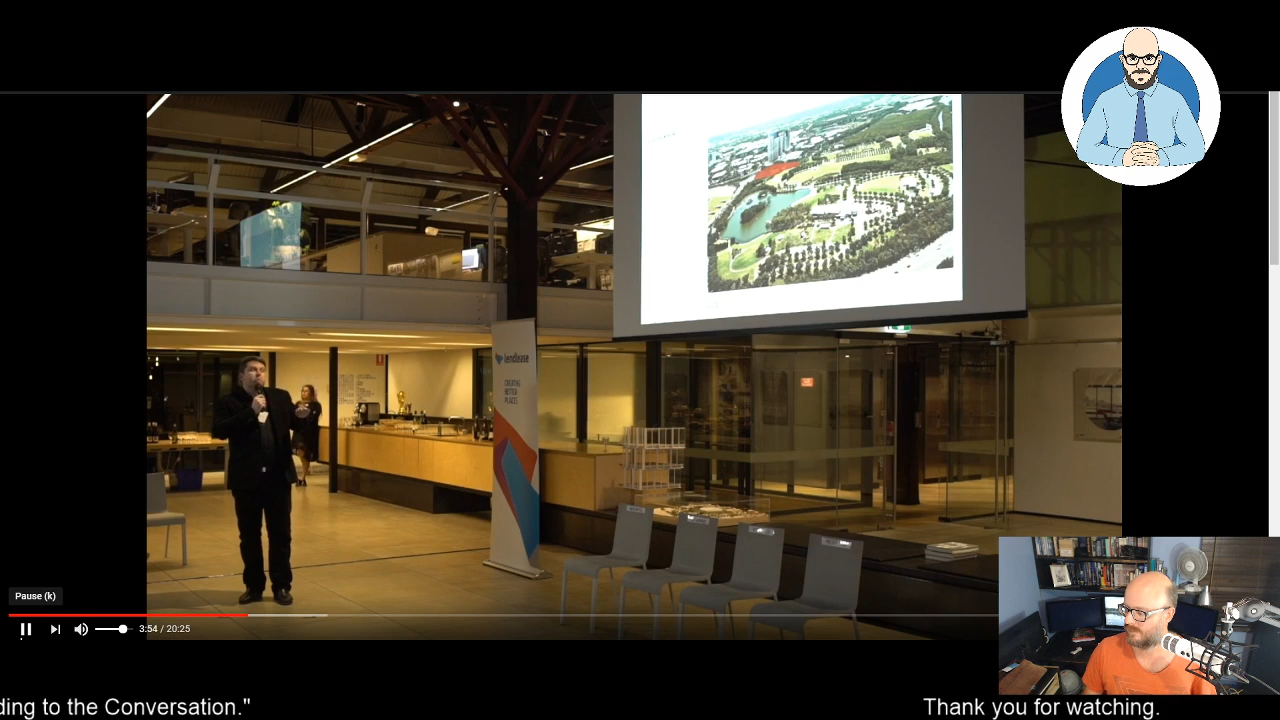 lendlease
CREATING
BETTER
PLACES
Pause (k)
3:54 / 20:25
ding to the Conversation."
Thank you for watching.